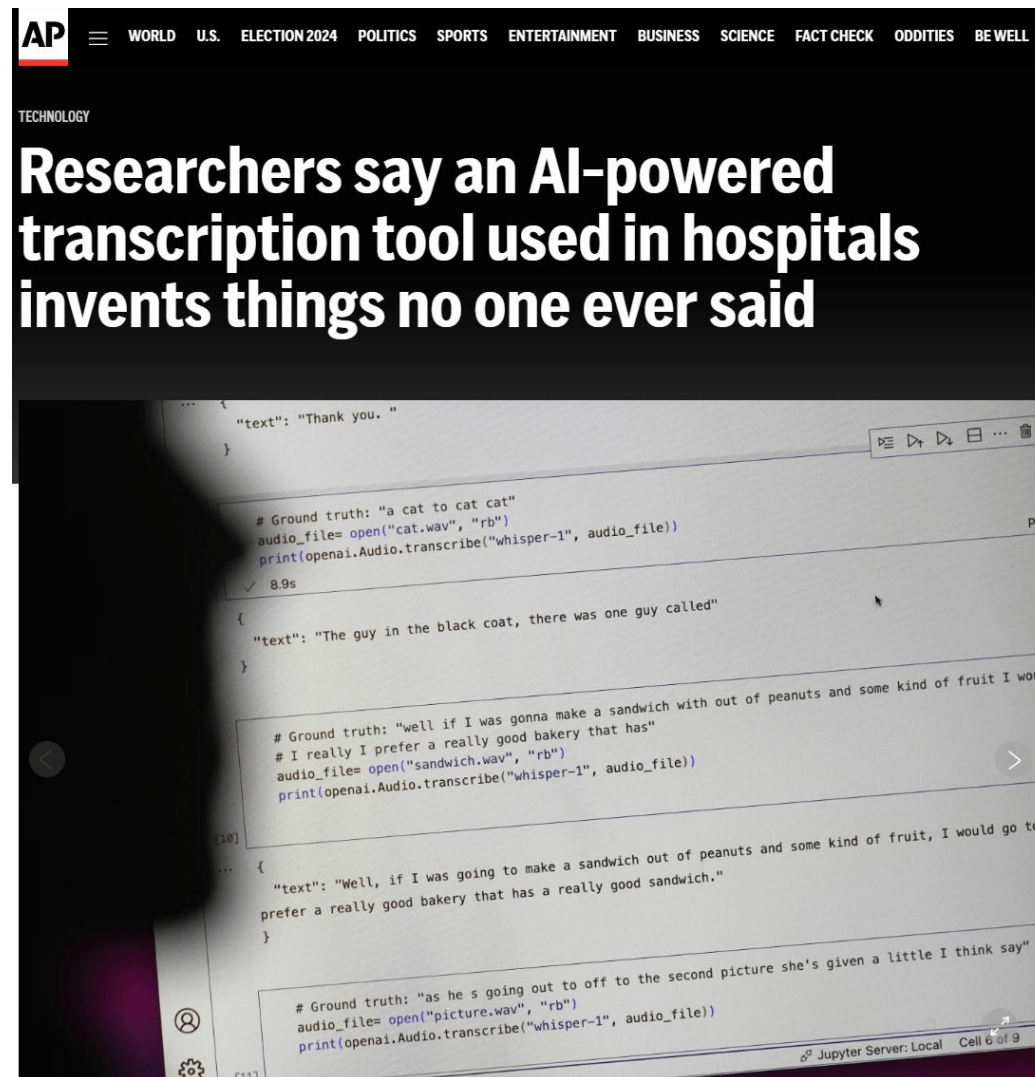 AP
WORLD U.S. ELECTION 2024 POLITICS SPORTS ENTERTAINMENT BUSINESS SCIENCE FACT CHECK ODDITIES BE WELL
TECHNOLOGY
Researchers say an AI-powered
transcription tool used in hospitals
invents things no one ever said
... {
"text": "Thank you. "
}
# Ground truth: "a cat to cat cat"
audio_file= open("cat.wav", "rb")
print(openai.Audio.transcribe("whisper-1", audio_file))
8.9s
{
"text": "The guy in the black coat, there was one guy called"
}
# Ground truth: "well if I was gonna make a sandwich with out of peanuts and some kind of fruit I
# I really I prefer a really good bakery that has"
audio_file= open("sandwich.wav", "rb")
print(openai.Audio.transcribe("whisper-1", audio_file))
[10]
... {
"text": "Well, if I was going to make a sandwich out of peanuts and some kind of fruit, I would go to
prefer a really good bakery that has a really good sandwich."
}
# Ground truth: "as he s going out to off to the second picture she's given a little I think say"
audio_file= open("picture.wav", "rb")
print(openai.Audio.transcribe("whisper-1", audio_file))
[11]
Jupyter Server: Local Cell 6 of 9